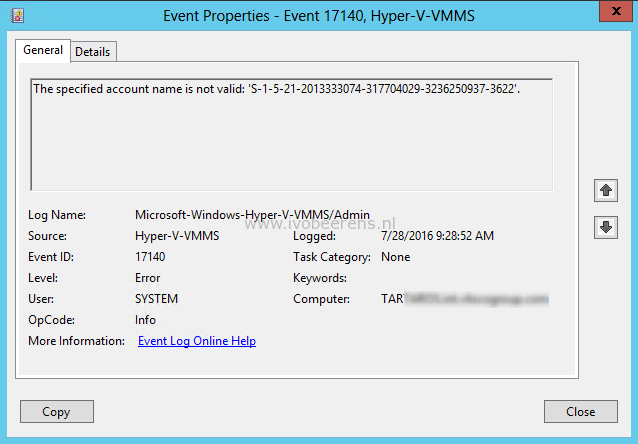 Event Properties - Event 17140, Hyper-V-VMMS
General Details
The specified account name is not valid: 'S-1-5-21-2013333074-317704029-3236250937-3622'.
Log Name: Microsoft-Windows-Hyper-V-VMMS/Admin
www.ivobeerens.nl
Source: Hyper-V-VMMS Logged: 7/28/2016 9:28:52 AM
Event ID: 17140 Task Category: None
Level: Error Keywords:
User: SYSTEM Computer: TAR
OpCode: Info
More Information: Event Log Online Help
Copy Close